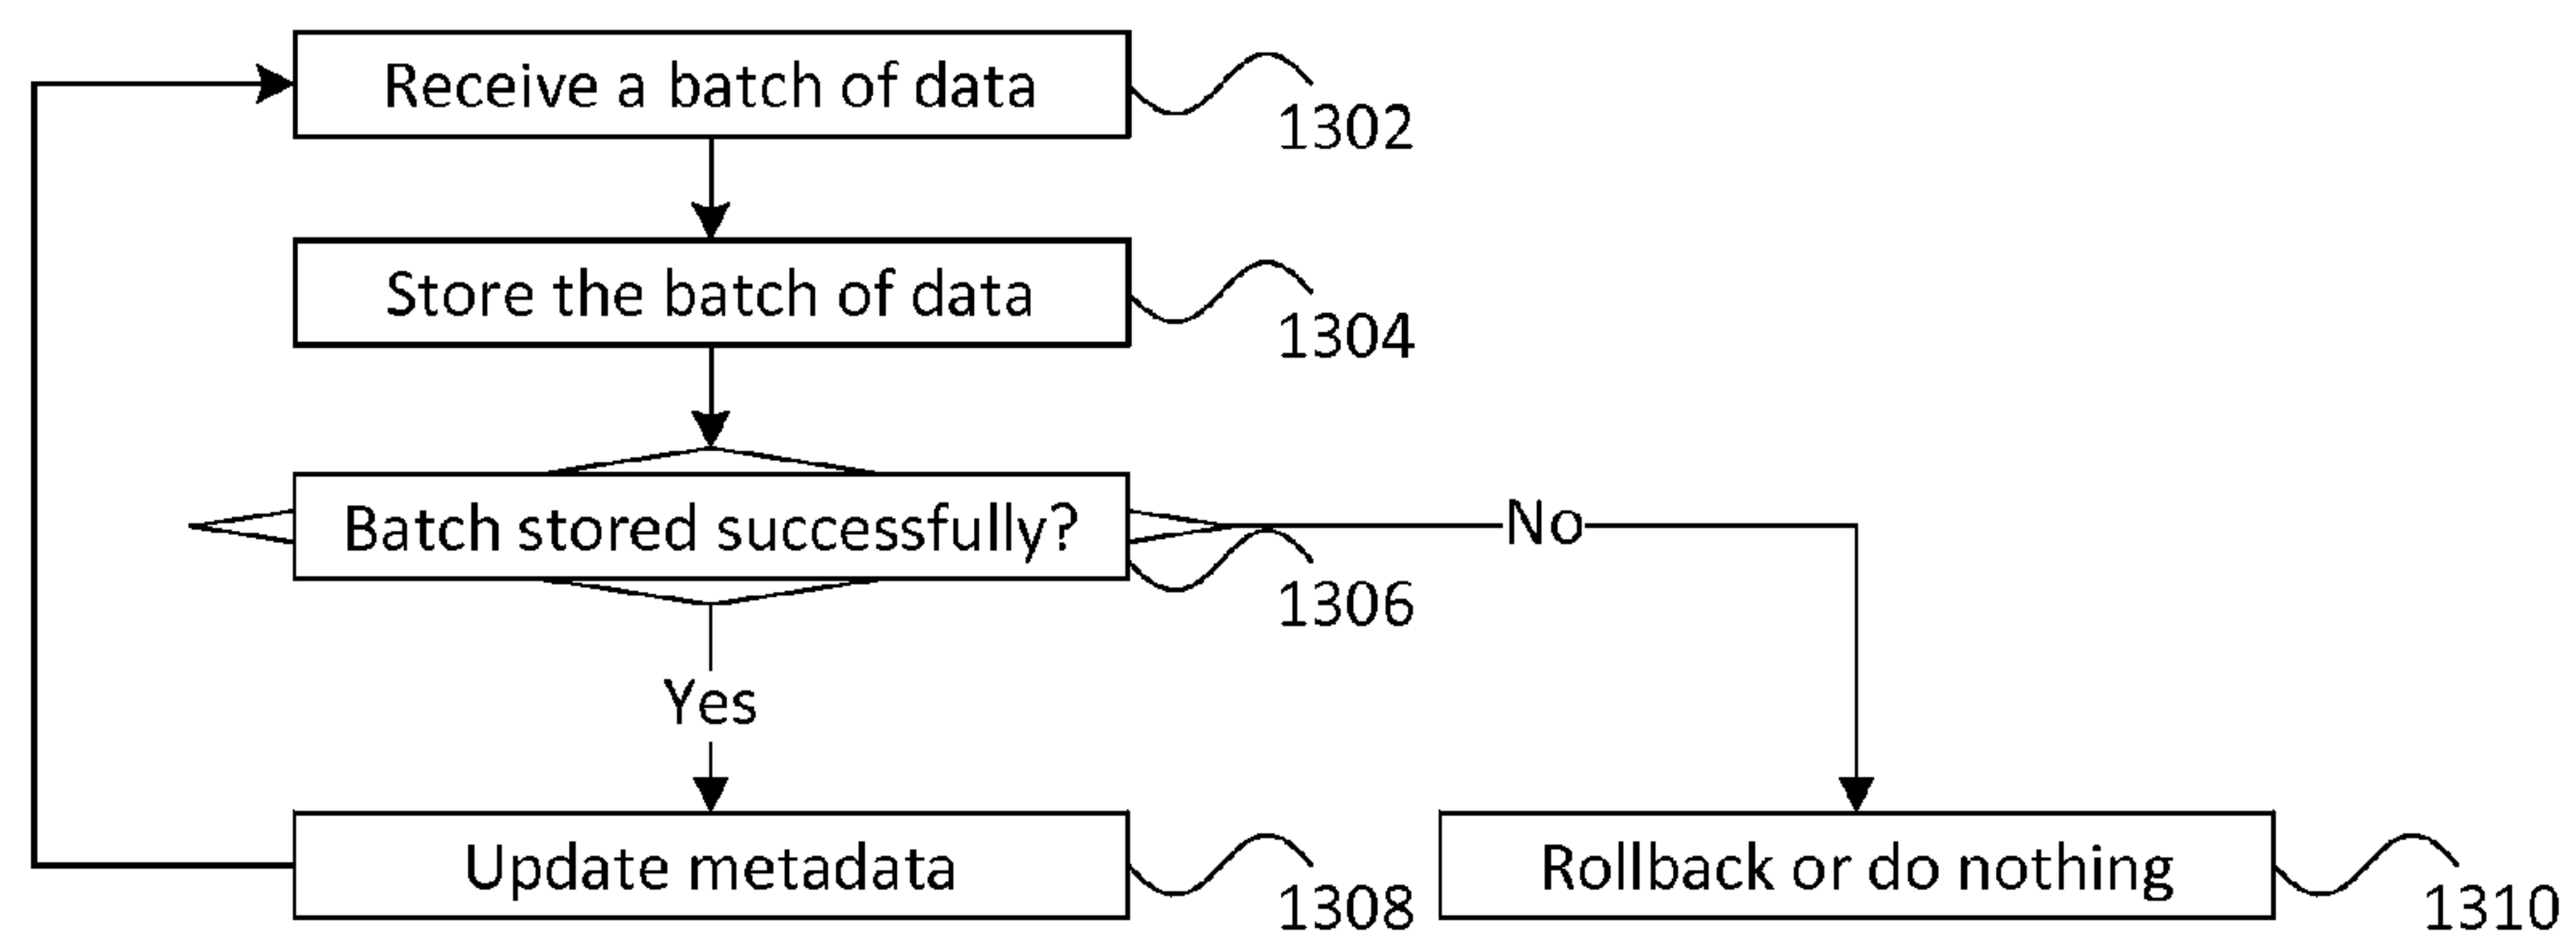 Receive a batch of data
1302
Store the batch of data
1304
Batch stored successfully?
No
1306
Yes
Update metadata
1308
Rollback or do nothing
1310